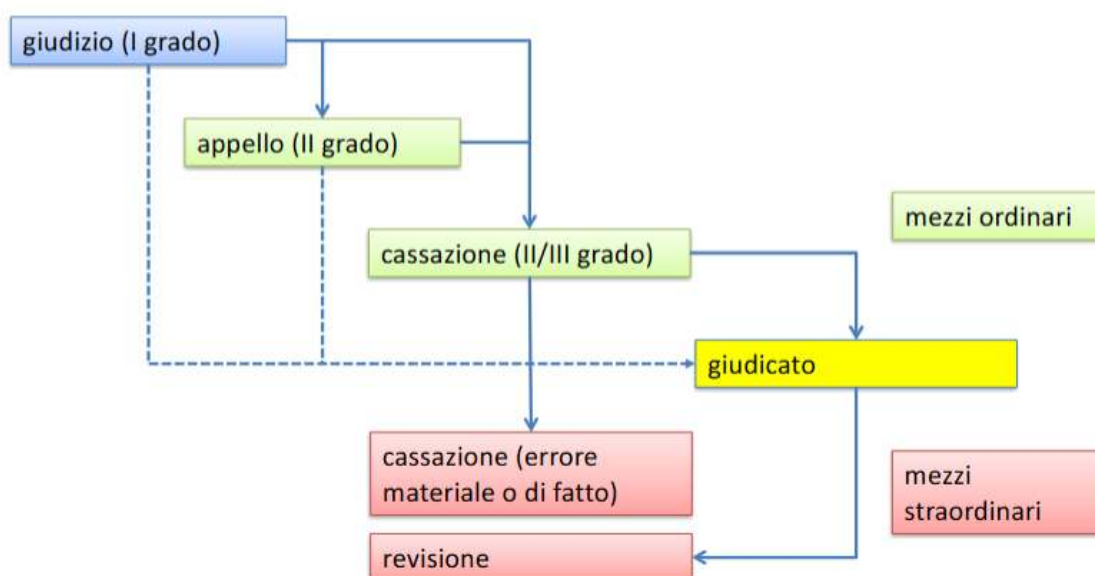 giudizio (I grado)
appello (II grado)
mezzi ordinari
cassazione (II/III grado)
giudicato
cassazione (errore
materiale o di fatto)
mezzi
straordinari
revisione